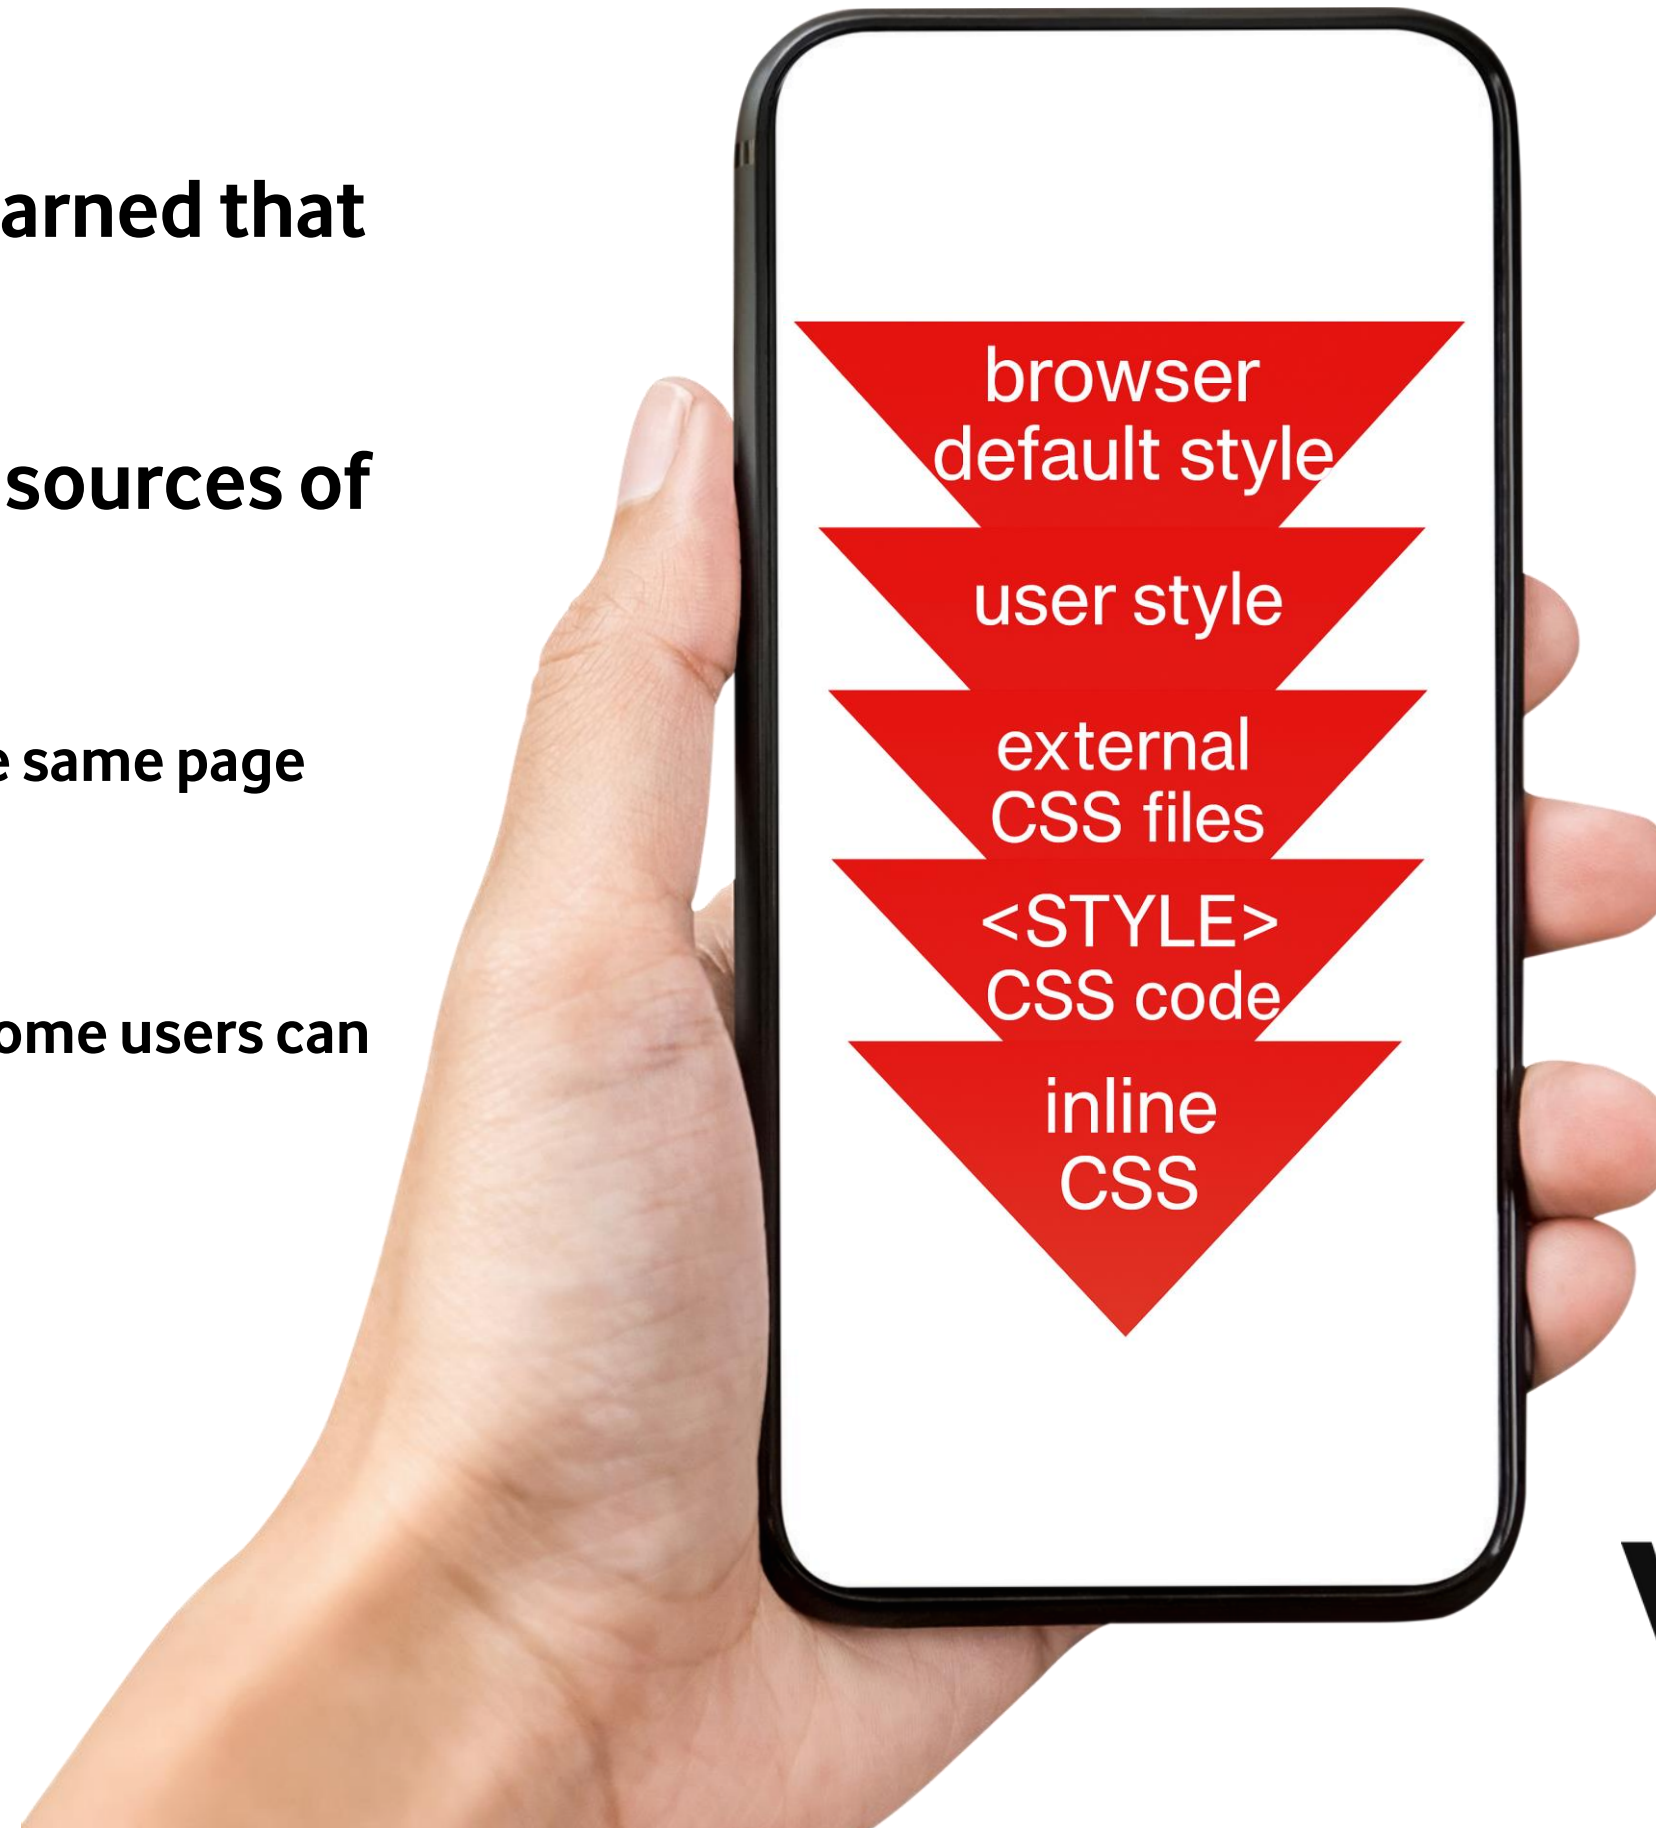 arned that
sources of
e same page
ome users can
browser
default style
user style
external
CSS files
<STYLE>
CSS code
inline
CSS